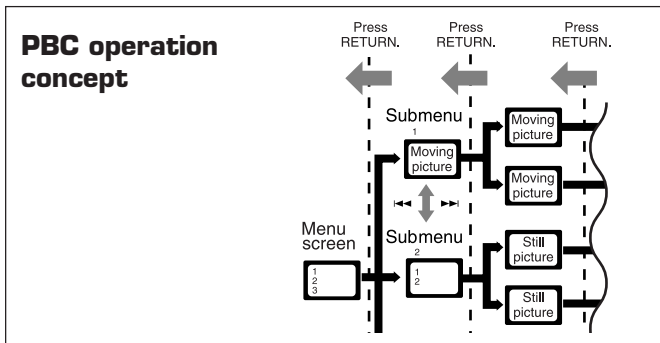 PBC operation
concept
Press
RETURN.
Press
RETURN.
Press
RETURN.
Submenu
1
Moving
picture
Moving
picture
Moving
picture
Menu
screen
1
2
3
Submenu
2
1
2
Still
picture
Still
picture